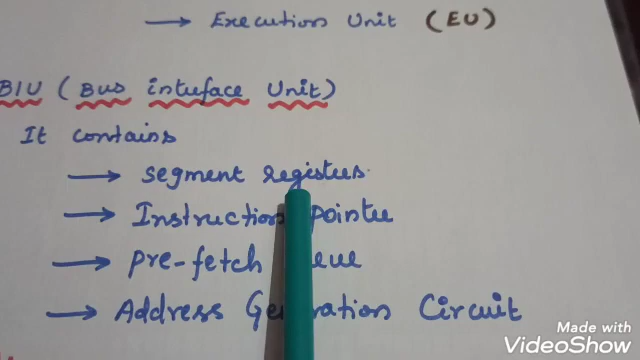 → Execution Unit (EU)
BIU (Bus interface Unit)
It contains
→ Segment registers
→ Instruction pointer
→ Pre-fetch eue
→ Address Generation Circuit
Made with
VideoShow